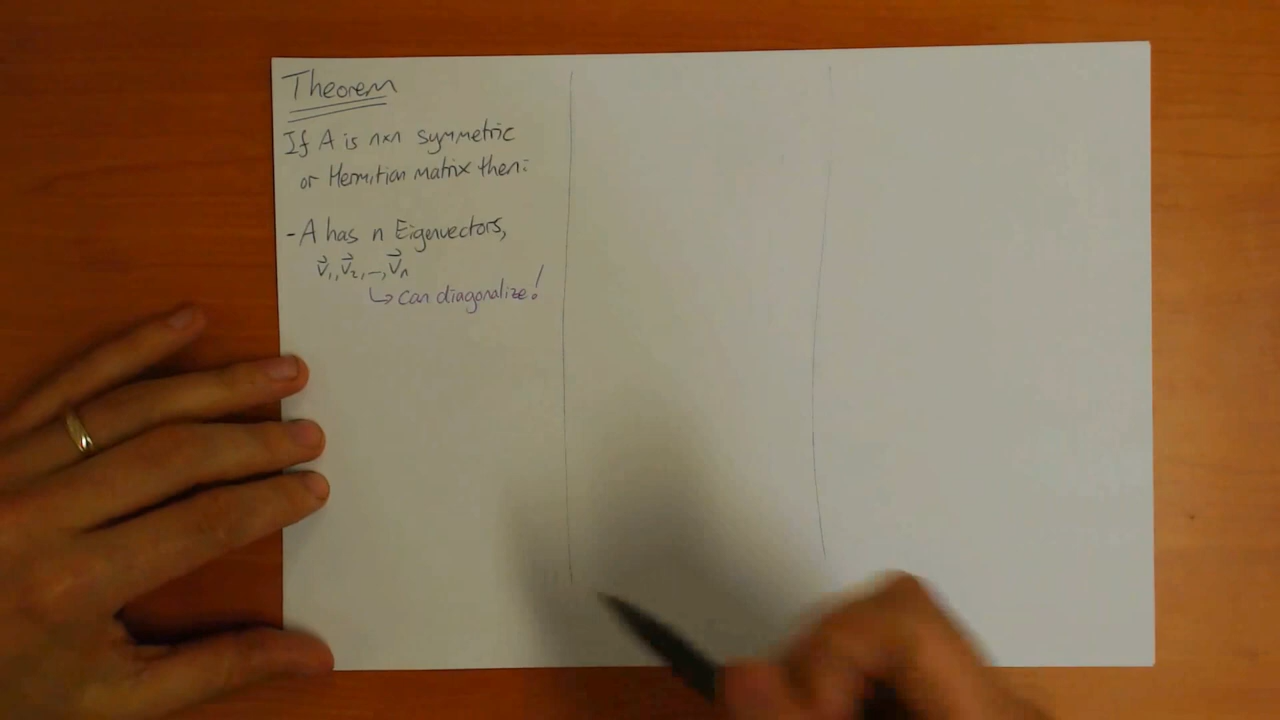 Theorem
If A is n×n symmetric
or Hermitian matrix then:
- A has n Eigenvectors,
v⃗₁, v⃗₂, ..., v⃗ₙ
↳ can diagonalize!